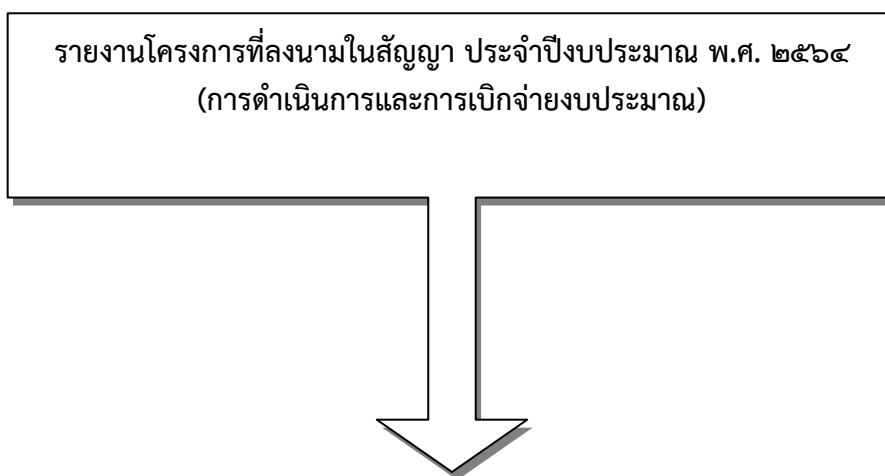 รายงานโครงการที่ลงนามในสัญญา ประจำปีงบประมาณ พ.ศ. ๒๕๖๔
(การดำเนินการและการเบิกจ่ายงบประมาณ)